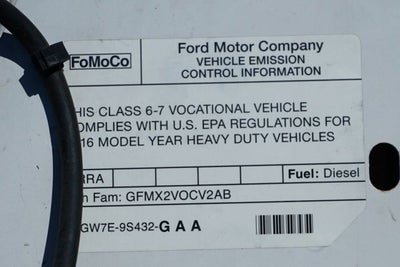 FoMoCo
Ford Motor Company
VEHICLE EMISSION
CONTROL INFORMATION
HIS CLASS 6-7 VOCATIONAL VEHICLE
OMPLIES WITH U.S. EPA REGULATIONS FOR
16 MODEL YEAR HEAVY DUTY VEHICLES
RRA Fuel: Diesel
n Fam: GFMX2VOCV2AB
GW7E-9S432-GAA